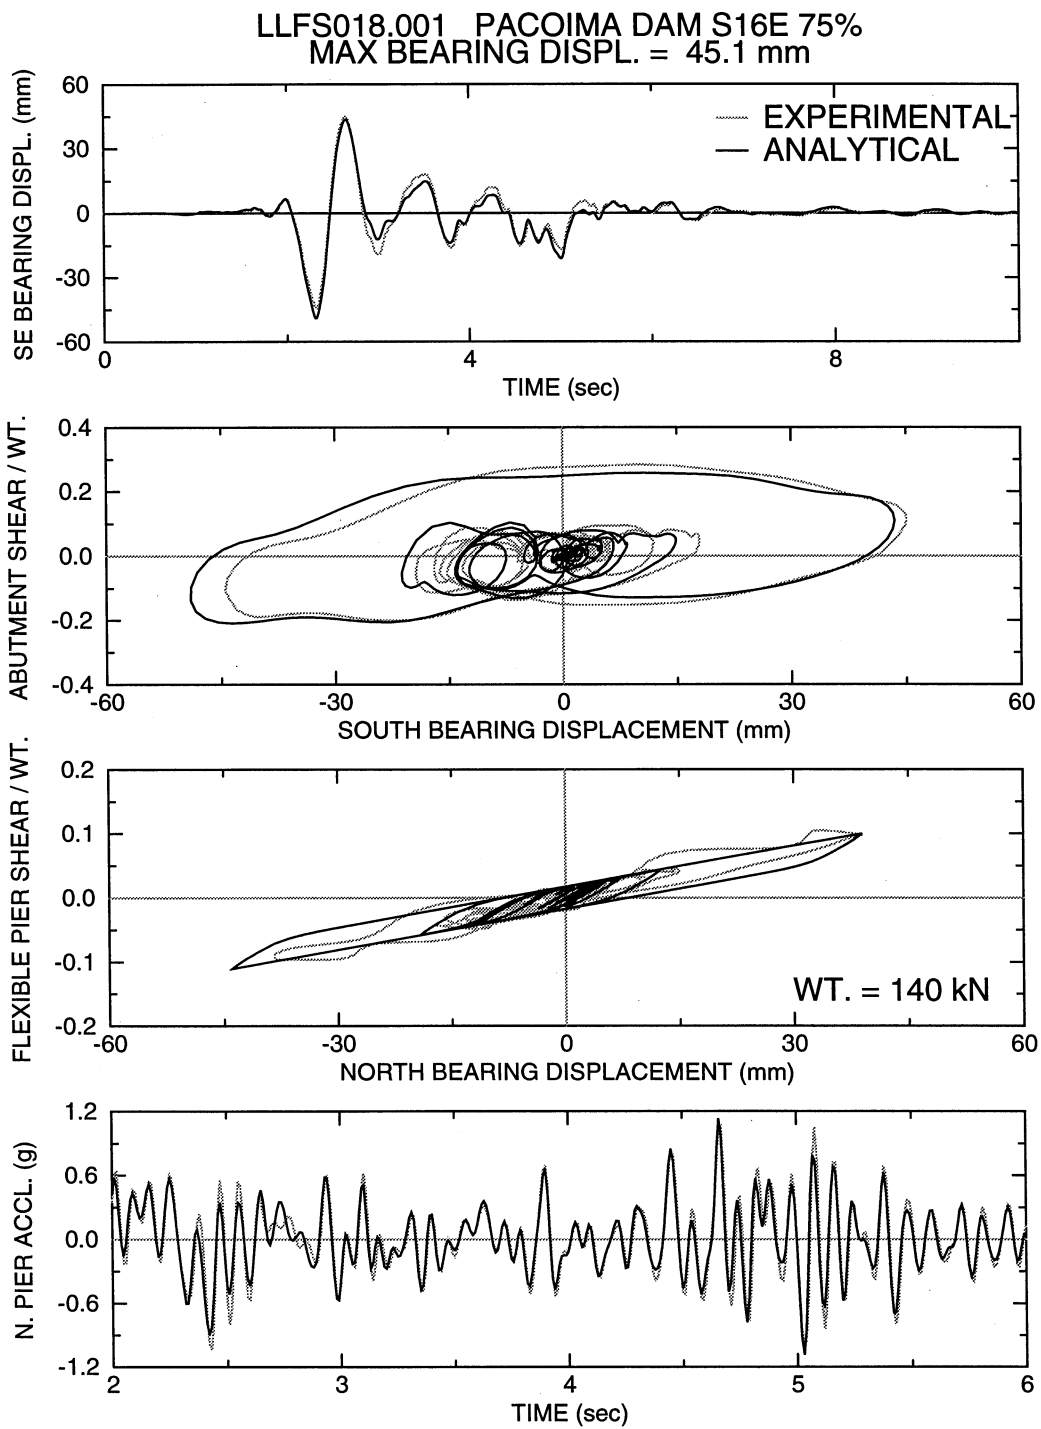 LLFS018.001 PACOIMA DAM S16E 75%
MAX BEARING DISPL. = 45.1 mm
SE BEARING DISPL. (mm)
60
30
0
-30
-60
EXPERIMENTAL
ANALYTICAL
0 4 8
TIME (sec)
ABUTMENT SHEAR / WT.
0.4
0.2
0.0
-0.2
-0.4
-60 -30 0 30 60
SOUTH BEARING DISPLACEMENT (mm)
FLEXIBLE PIER SHEAR / WT.
0.2
0.1
0.0
-0.1
-0.2
WT. = 140 kN
-60 -30 0 30 60
NORTH BEARING DISPLACEMENT (mm)
N. PIER ACCL. (g)
1.2
0.6
0.0
-0.6
-1.2
2 3 4 5 6
TIME (sec)